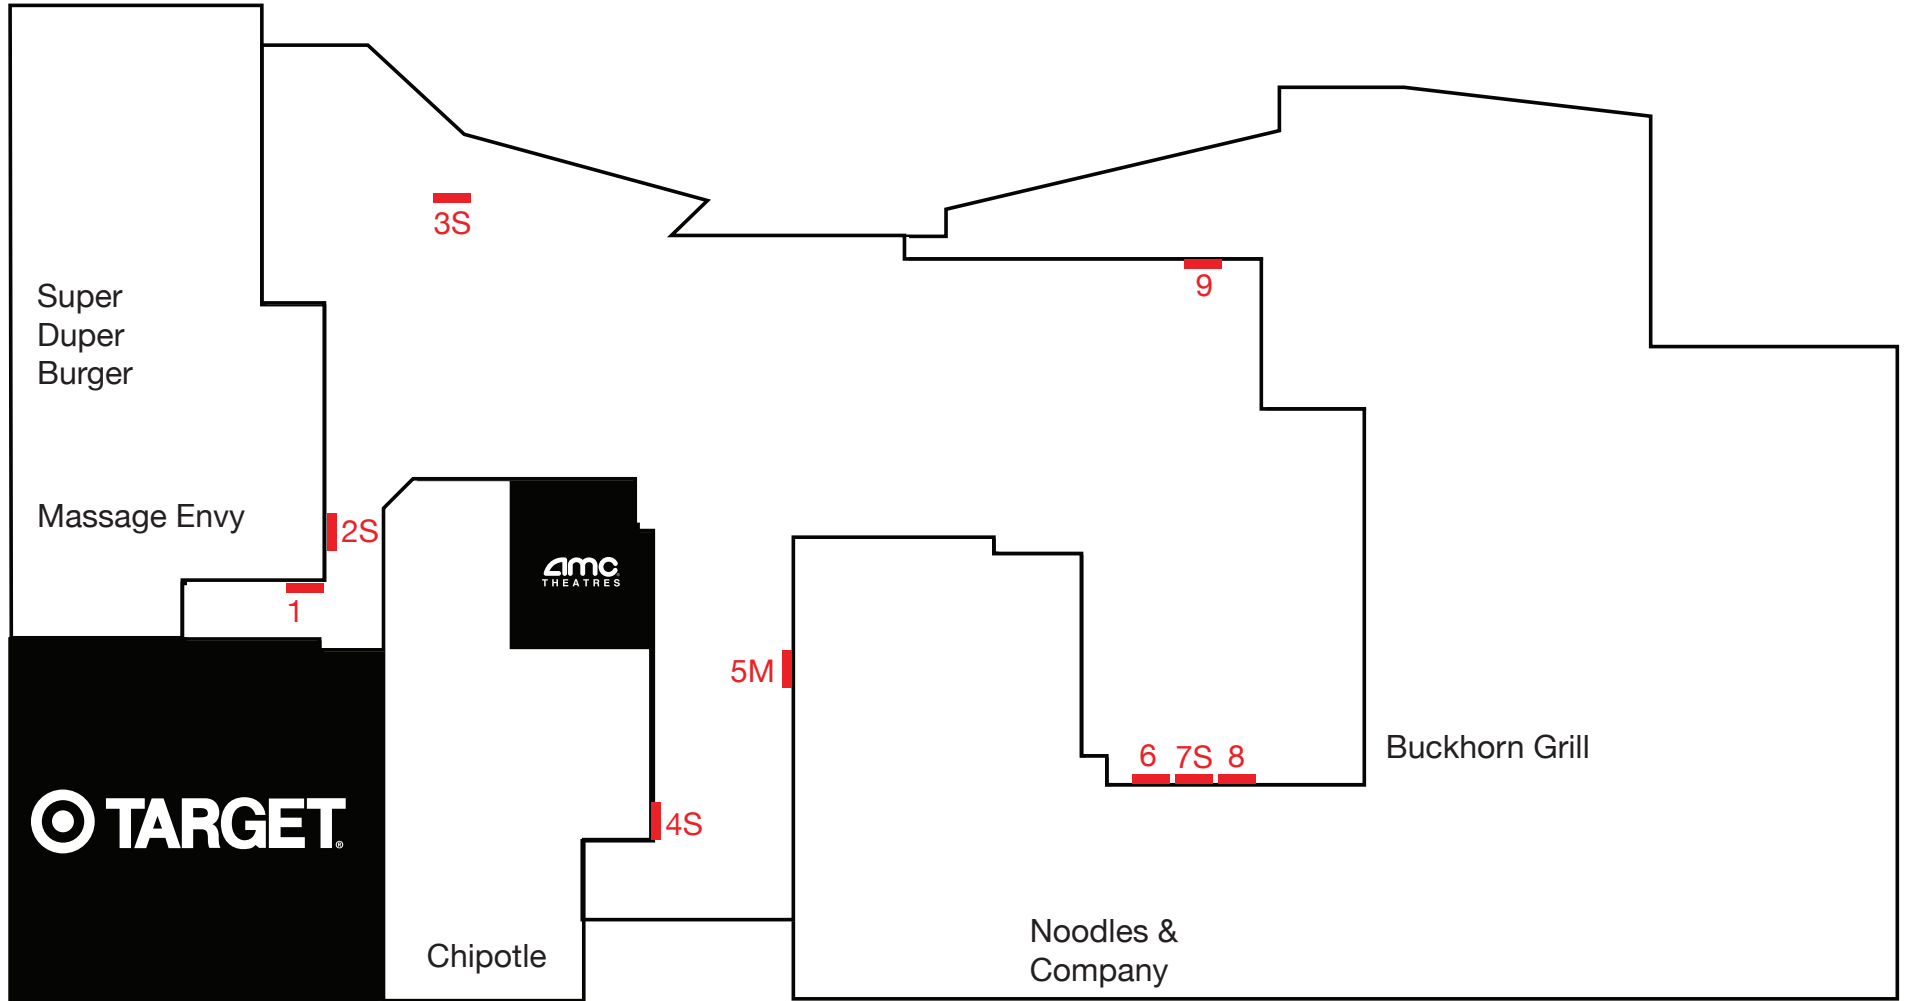 3S
9
Super
Duper
Burger
Massage Envy
2S
1
amc
THEATRES
5M
6 7S 8
Buckhorn Grill
TARGET®
4S
Noodles &
Company
Chipotle